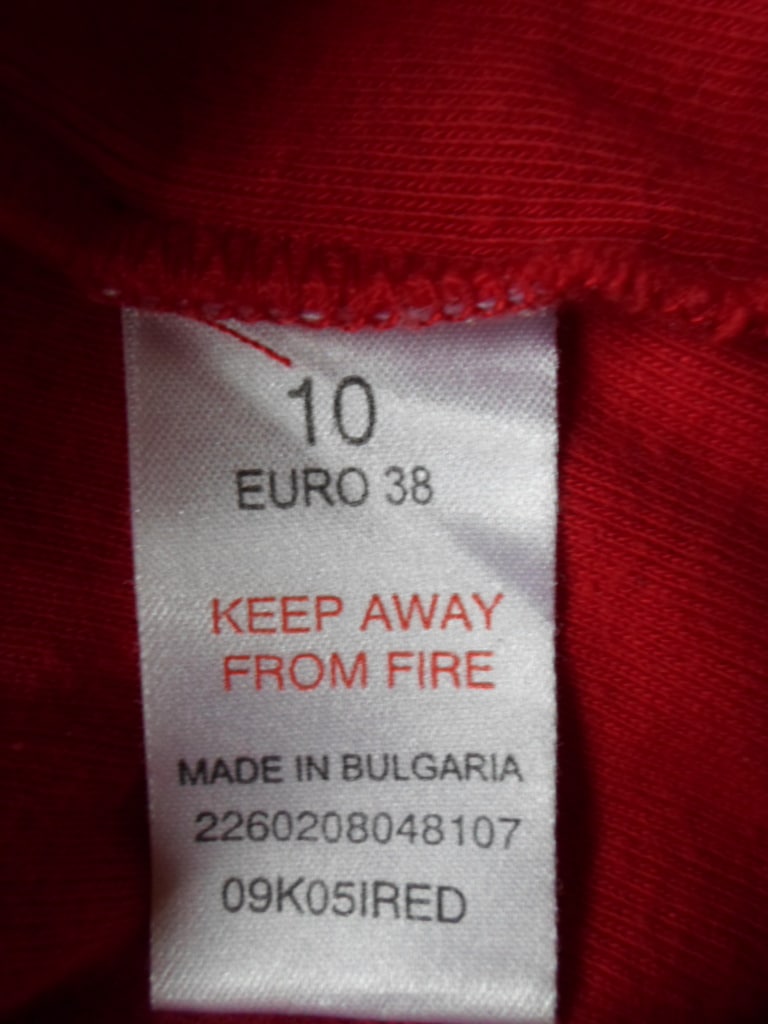 10
EURO 38
KEEP AWAY
FROM FIRE
MADE IN BULGARIA
2260208048107
09K05IRED